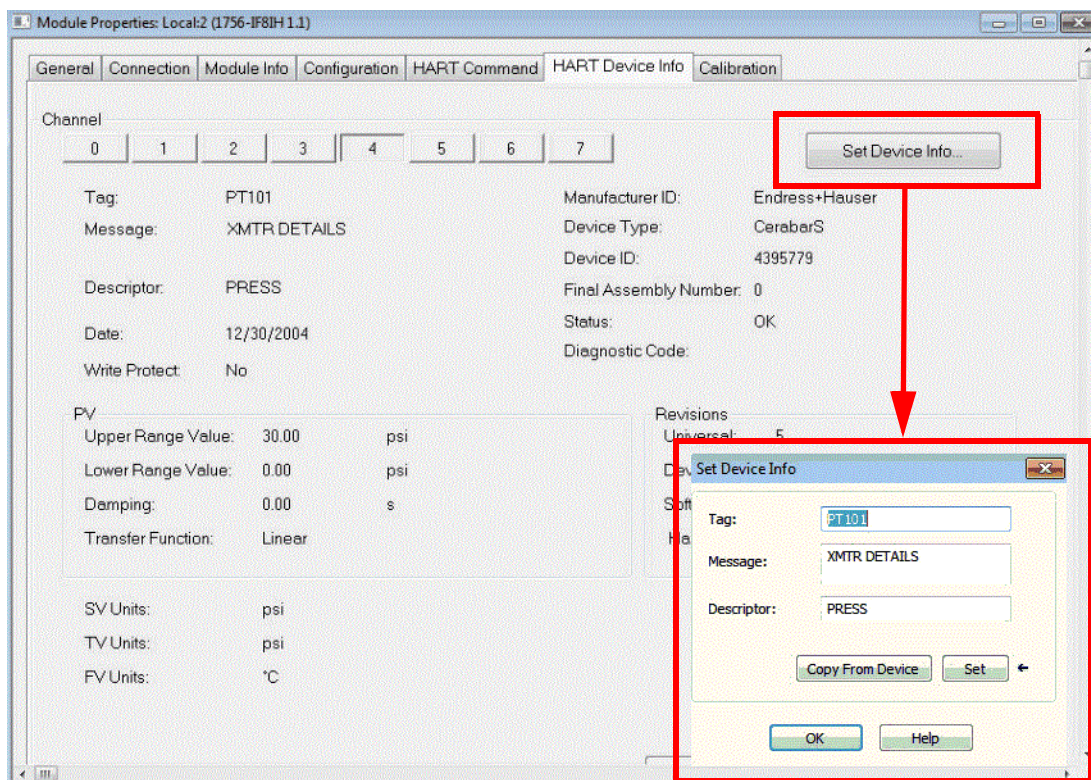 Module Properties: Local:2 (1756-IF8IH 1.1)
General Connection Module Info Configuration HART Command HART Device Info Calibration
Channel
0 1 2 3 4 5 6 7 Set Device Info...
Tag: PT101 Manufacturer ID: Endress+Hauser
Message: XMTR DETAILS Device Type: CerabarS
Device ID: 4395779
Descriptor: PRESS Final Assembly Number: 0
Status: OK
Date: 12/30/2004
Diagnostic Code:
Write Protect: No
PV Revisions
Upper Range Value: 30.00 psi Universal: 5
Lower Range Value: 0.00 psi
Damping: 0.00 s
Transfer Function: Linear
SV Units: psi
TV Units: psi
FV Units: °C
Set Device Info
Tag: PT101
Message: XMTR DETAILS
Descriptor: PRESS
Copy From Device Set
OK Help